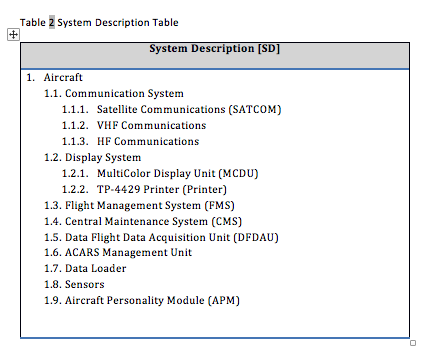 Table 2 System Description Table
System Description [SD]
1. Aircraft
1.1. Communication System
1.1.1. Satellite Communications (SATCOM)
1.1.2. VHF Communications
1.1.3. HF Communications
1.2. Display System
1.2.1. MultiColor Display Unit (MCDU)
1.2.2. TP-4429 Printer (Printer)
1.3. Flight Management System (FMS)
1.4. Central Maintenance System (CMS)
1.5. Data Flight Data Acquisition Unit (DFDAU)
1.6. ACARS Management Unit
1.7. Data Loader
1.8. Sensors
1.9. Aircraft Personality Module (APM)